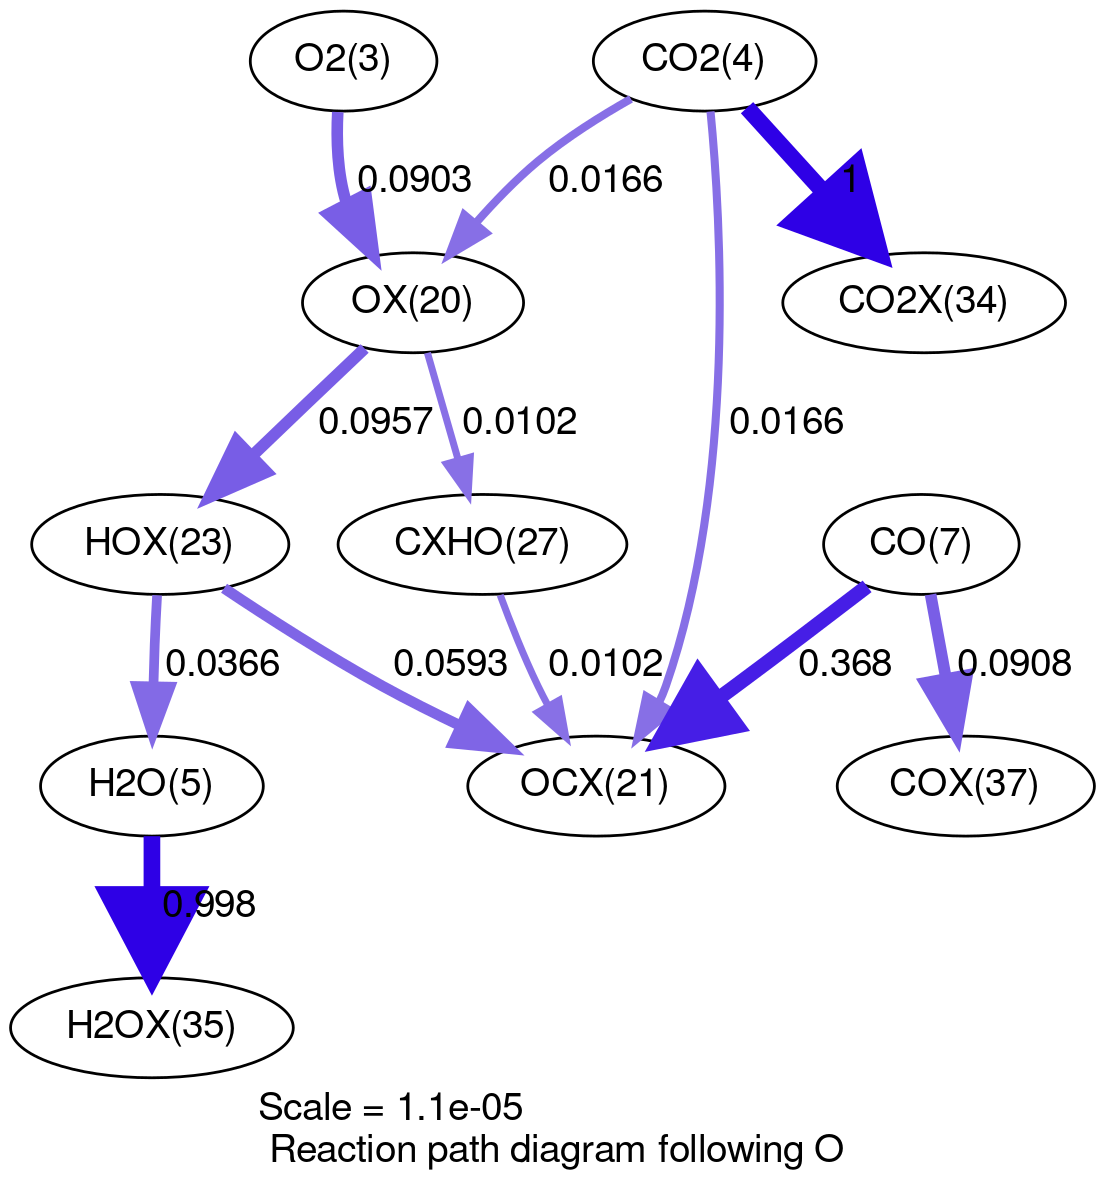 O2(3)
CO2(4)
0.0903
0.0166
1
OX(20)
CO2X(34)
0.0957
0.0102
0.0166
HOX(23)
CXHO(27)
CO(7)
0.0366
0.0593
0.0102
0.368
0.0908
H2O(5)
OCX(21)
COX(37)
0.998
H2OX(35)
Scale = 1.1e-05
Reaction path diagram following O